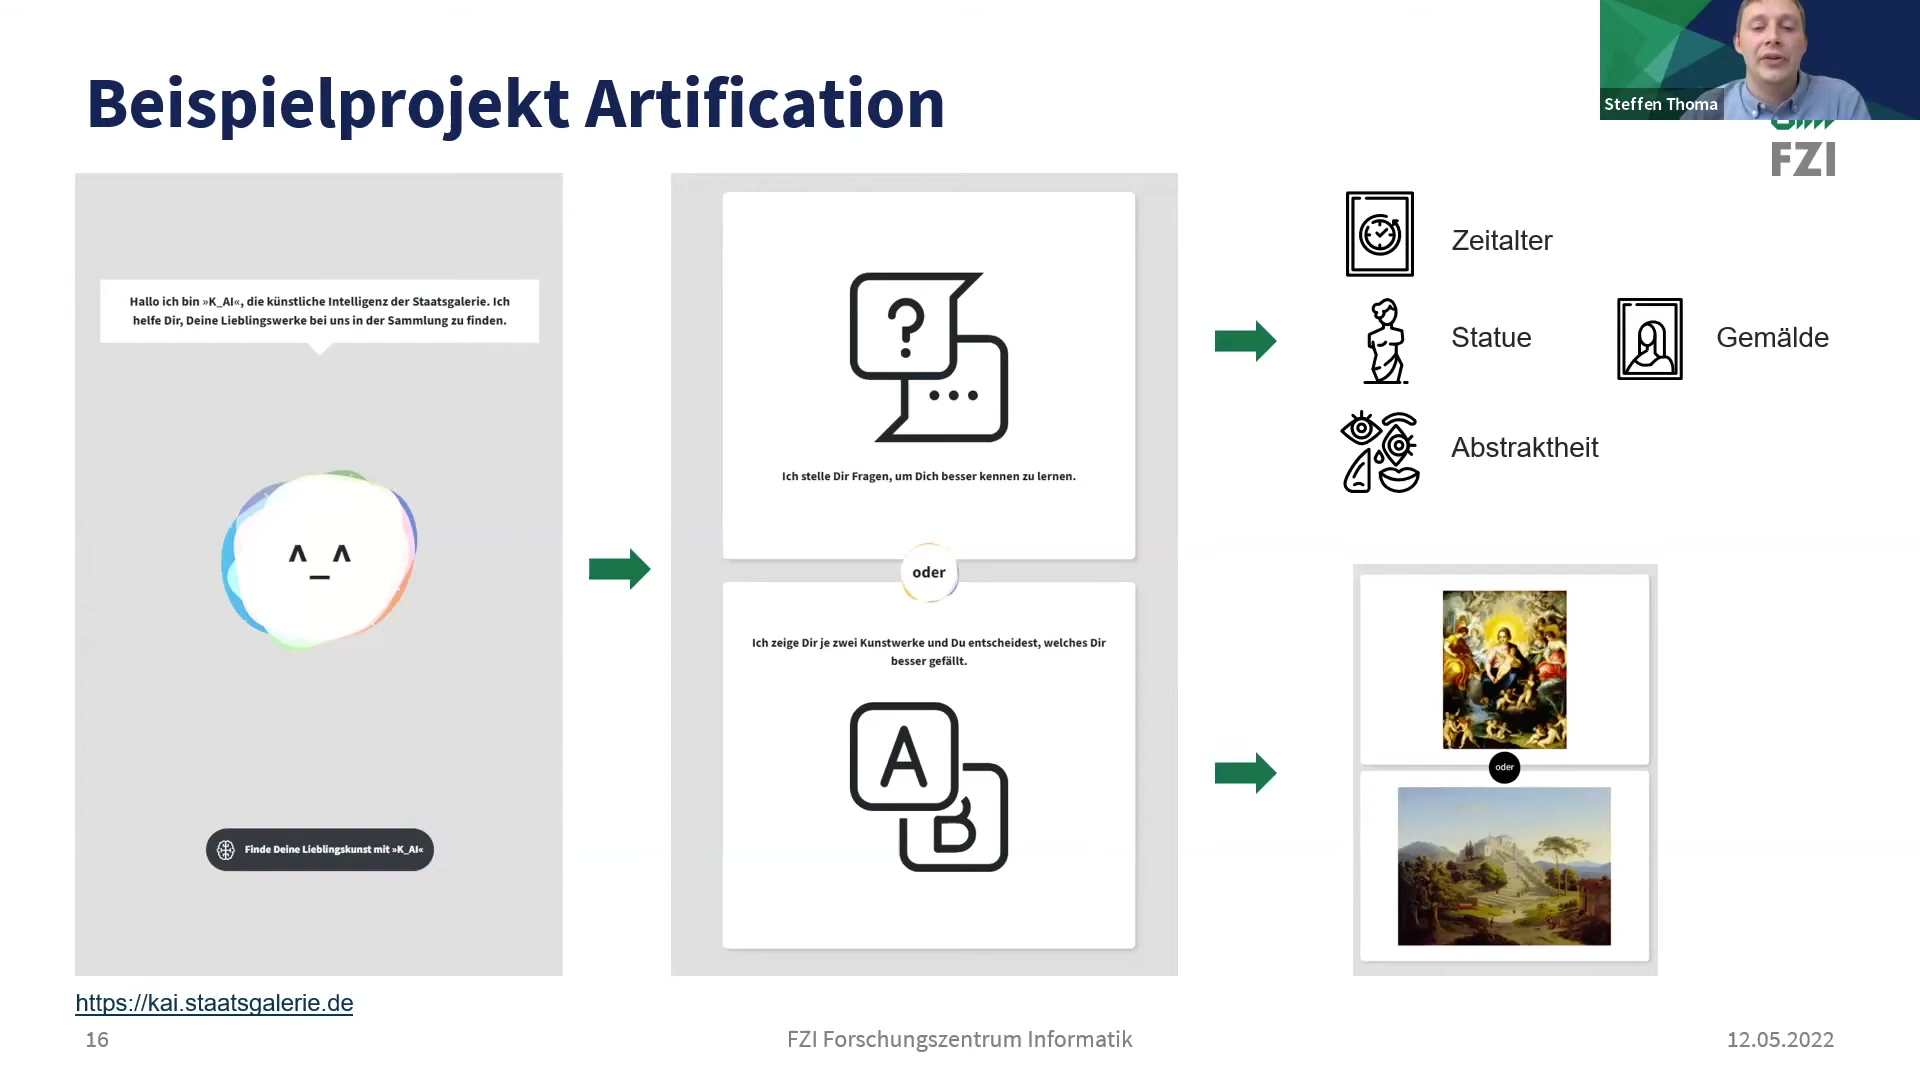 Beispielprojekt Artification
Steffen Thoma
FZI
Hallo ich bin »K_AI«, die künstliche Intelligenz der Staatsgalerie. Ich
helfe Dir, Deine Lieblingswerke bei uns in der Sammlung zu finden.
^_^
Finde Deine Lieblingskunst mit »K_AI«
?
...
Ich stelle Dir Fragen, um Dich besser kennen zu lernen.
oder
Ich zeige Dir je zwei Kunstwerke und Du entscheidest, welches Dir
besser gefällt.
A
B
Zeitalter
Statue
Gemälde
Abstraktheit
oder
https://kai.staatsgalerie.de
16
FZI Forschungszentrum Informatik
12.05.2022